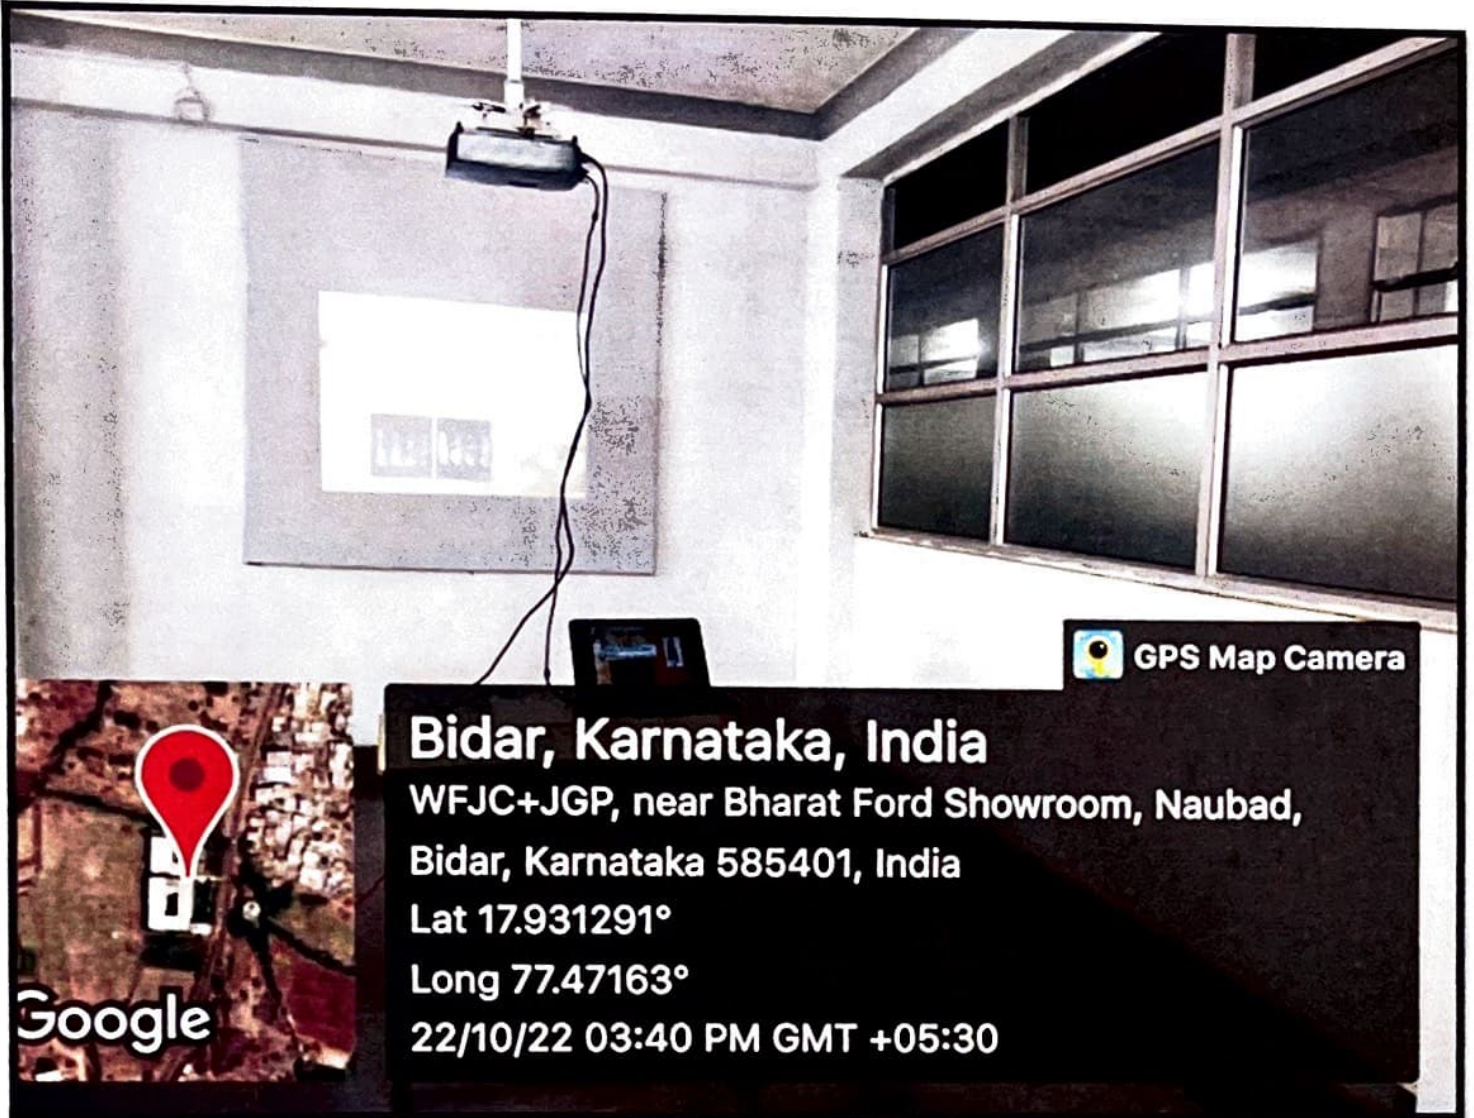 GPS Map Camera
Bidar, Karnataka, India
WFJC+JGP, near Bharat Ford Showroom, Naubad,
Bidar, Karnataka 585401, India
Lat 17.931291°
Long 77.47163°
22/10/22 03:40 PM GMT +05:30
Google